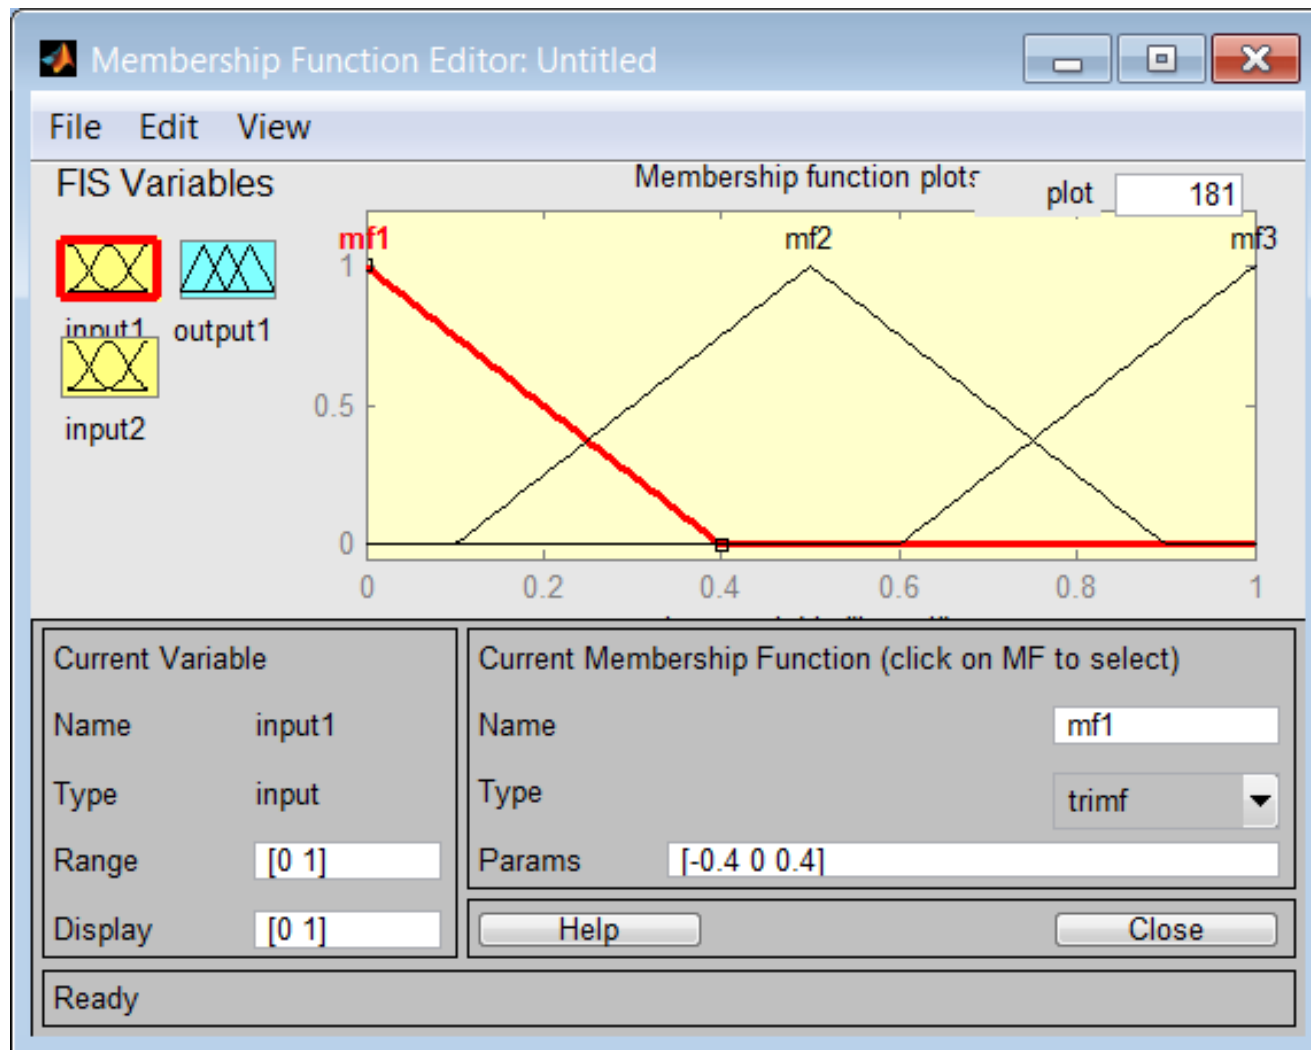 Membership Function Editor: Untitled
File Edit View
FIS Variables
Membership function plots
plot 181
mf1 mf2 mf3
1
0.5
0
0 0.2 0.4 0.6 0.8 1
input1 output1
input2
Current Variable
Name input1
Type input
Range [0 1]
Display [0 1]
Current Membership Function (click on MF to select)
Name mf1
Type trimf
Params [-0.4 0 0.4]
Help Close
Ready